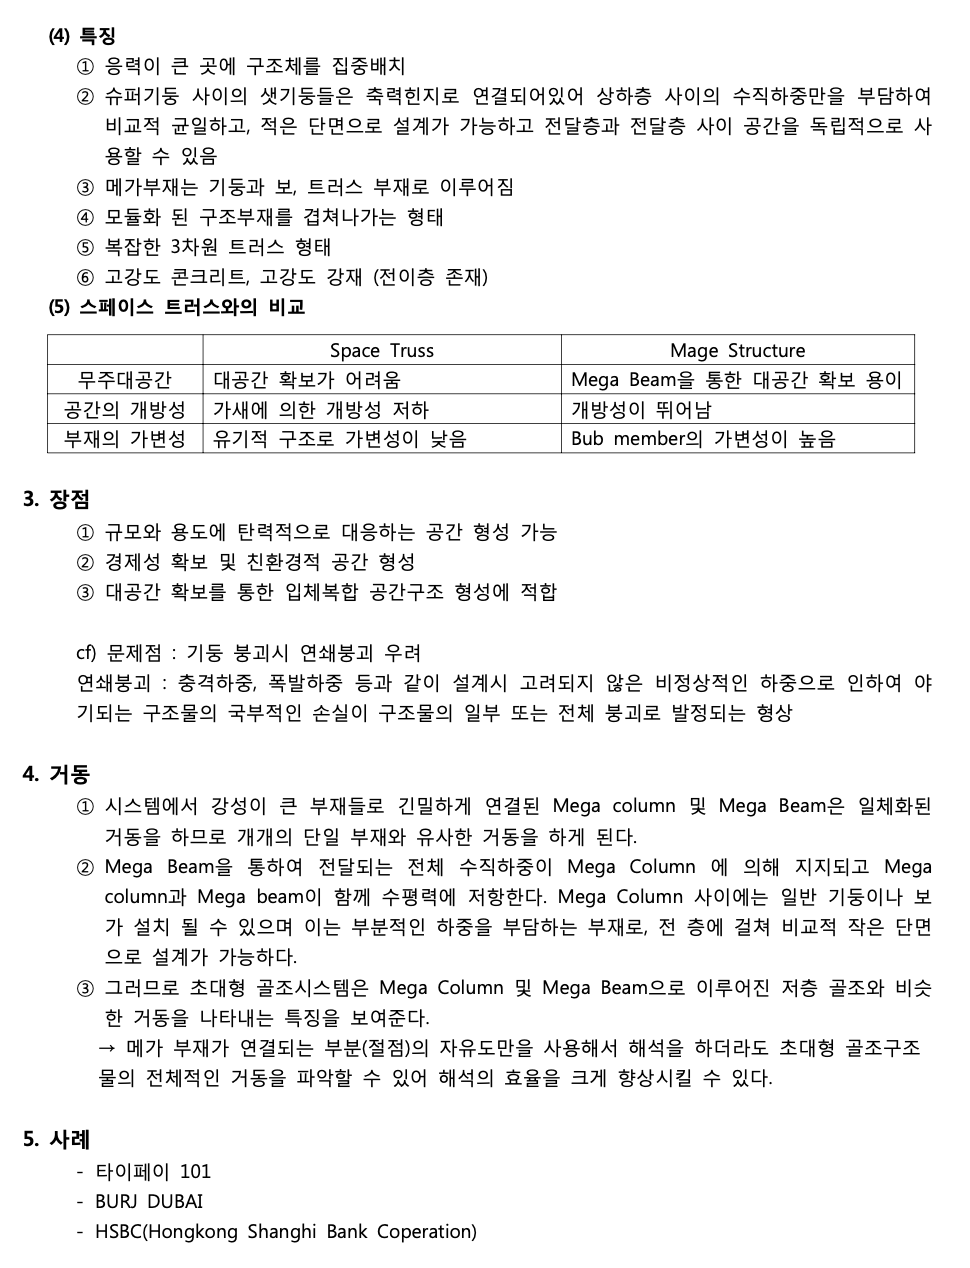 (4) 특징
① 응력이 큰 곳에 구조체를 집중배치
② 슈퍼기둥 사이의 샛기둥들은 축력힌지로 연결되어있어 상하층 사이의 수직하중만을 부담하여
비교적 균일하고, 적은 단면으로 설계가 가능하고 전달층과 전달층 사이 공간을 독립적으로 사
용할 수 있음
③ 메가부재는 기둥과 보, 트러스 부재로 이루어짐
④ 모듈화 된 구조부재를 겹쳐나가는 형태
⑤ 복잡한 3차원 트러스 형태
⑥ 고강도 콘크리트, 고강도 강재 (전이층 존재)
(5) 스페이스 트러스와의 비교
Space Truss Mage Structure
무주대공간 대공간 확보가 어려움 Mega Beam을 통한 대공간 확보 용이
공간의 개방성 가새에 의한 개방성 저하 개방성이 뛰어남
부재의 가변성 유기적 구조로 가변성이 낮음 Bub member의 가변성이 높음
3. 장점
① 규모와 용도에 탄력적으로 대응하는 공간 형성 가능
② 경제성 확보 및 친환경적 공간 형성
③ 대공간 확보를 통한 입체복합 공간구조 형성에 적합
cf) 문제점 : 기둥 붕괴시 연쇄붕괴 우려
연쇄붕괴 : 충격하중, 폭발하중 등과 같이 설계시 고려되지 않은 비정상적인 하중으로 인하여 야
기되는 구조물의 국부적인 손실이 구조물의 일부 또는 전체 붕괴로 발정되는 형상
4. 거동
① 시스템에서 강성이 큰 부재들로 긴밀하게 연결된 Mega column 및 Mega Beam은 일체화된
거동을 하므로 개개의 단일 부재와 유사한 거동을 하게 된다.
② Mega Beam을 통하여 전달되는 전체 수직하중이 Mega Column 에 의해 지지되고 Mega
column과 Mega beam이 함께 수평력에 저항한다. Mega Column 사이에는 일반 기둥이나 보
가 설치 될 수 있으며 이는 부분적인 하중을 부담하는 부재로, 전 층에 걸쳐 비교적 작은 단면
으로 설계가 가능하다.
③ 그러므로 초대형 골조시스템은 Mega Column 및 Mega Beam으로 이루어진 저층 골조와 비슷
한 거동을 나타내는 특징을 보여준다.
→ 메가 부재가 연결되는 부분(절점)의 자유도만을 사용해서 해석을 하더라도 초대형 골조구조
물의 전체적인 거동을 파악할 수 있어 해석의 효율을 크게 향상시킬 수 있다.
5. 사례
- 타이페이 101
- BURJ DUBAI
- HSBC(Hongkong Shanghi Bank Coperation)